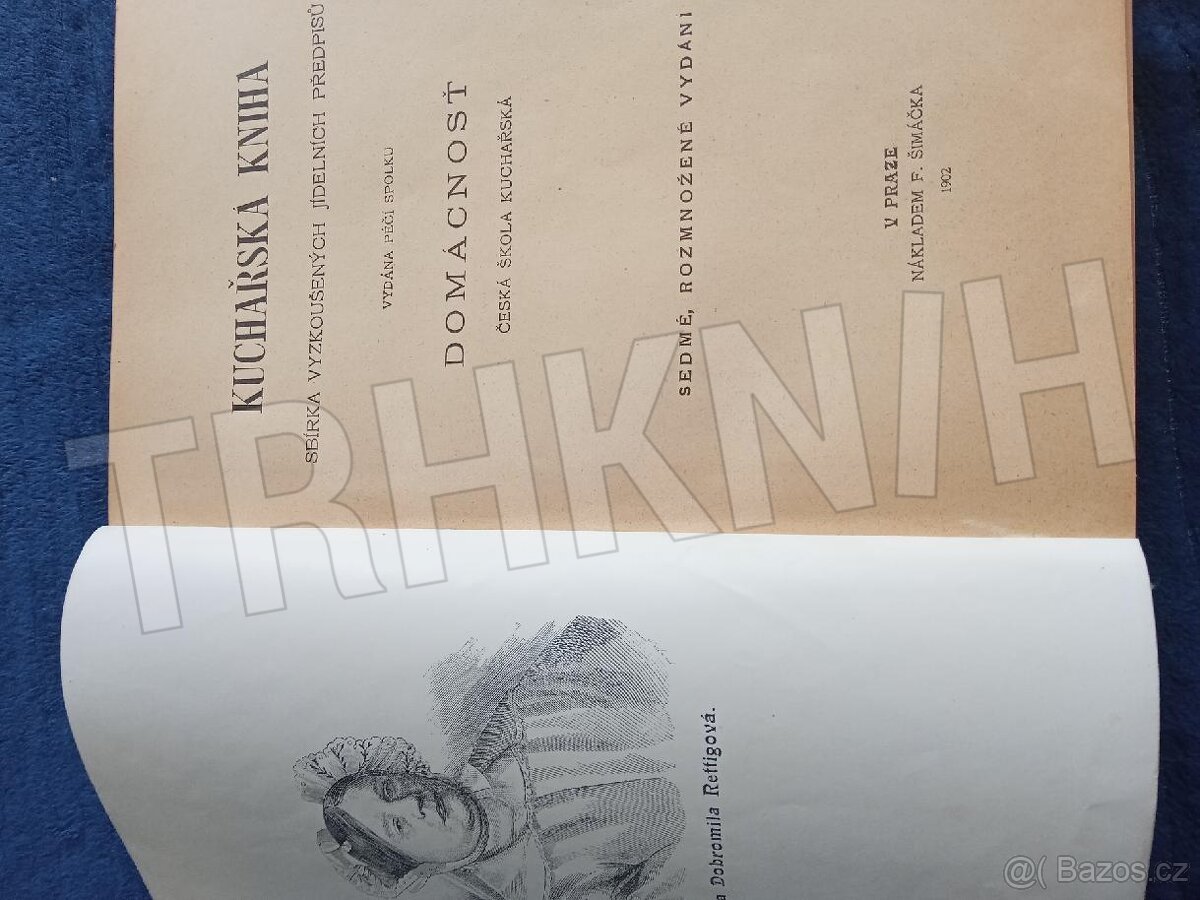 KUCHAŘSKÁ KNIHA
SBÍRKA VYZKOUŠENÝCH JÍDELNÍCH PŘEDPISŮ
VYDÁNA PÉČÍ SPOLKU
DOMÁCNOSŤ
ČESKÁ ŠKOLA KUCHAŘSKÁ
SEDMÉ, ROZMNOŽENÉ VYDÁNÍ
V PRAZE
NÁKLADEM F. ŠIMÁČKA
1902
a Dobromila Rettigová.
TRHKNIH
@( Bazos.cz